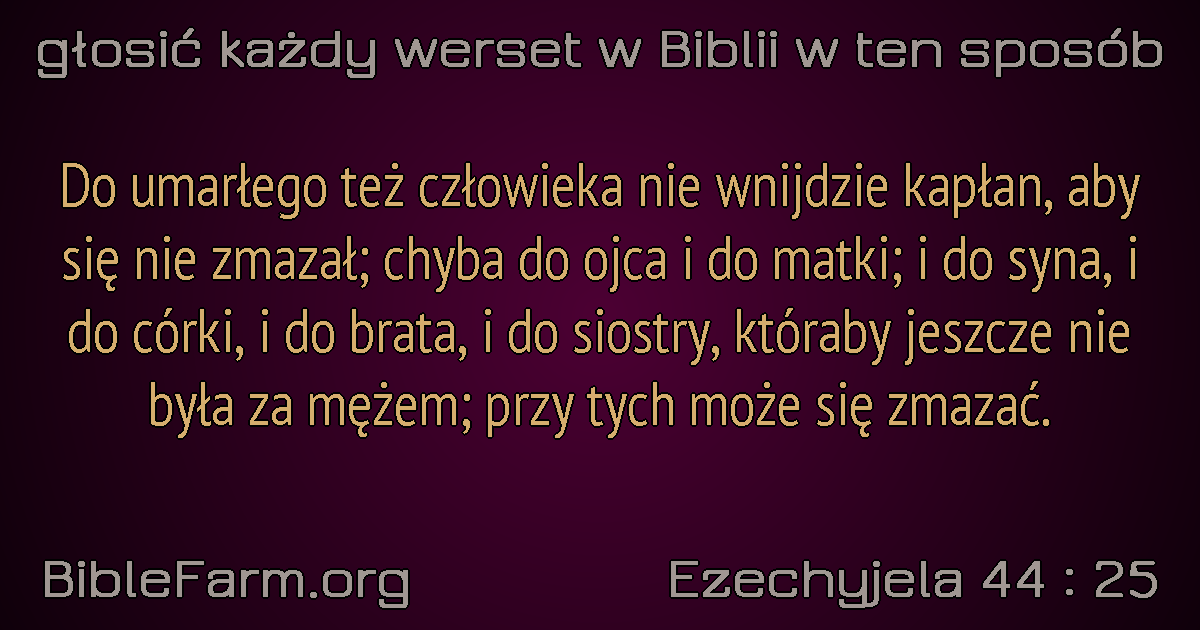 głosić każdy werset w Biblii w ten sposób
Do umarłego też człowieka nie wnijdzie kapłan, aby
się nie zmazał; chyba do ojca i do matki; i do syna, i
do córki, i do brata, i do siostry, któraby jeszcze nie
była za mężem; przy tych może się zmazać.
BibleFarm.org
Ezechyjela 44 : 25